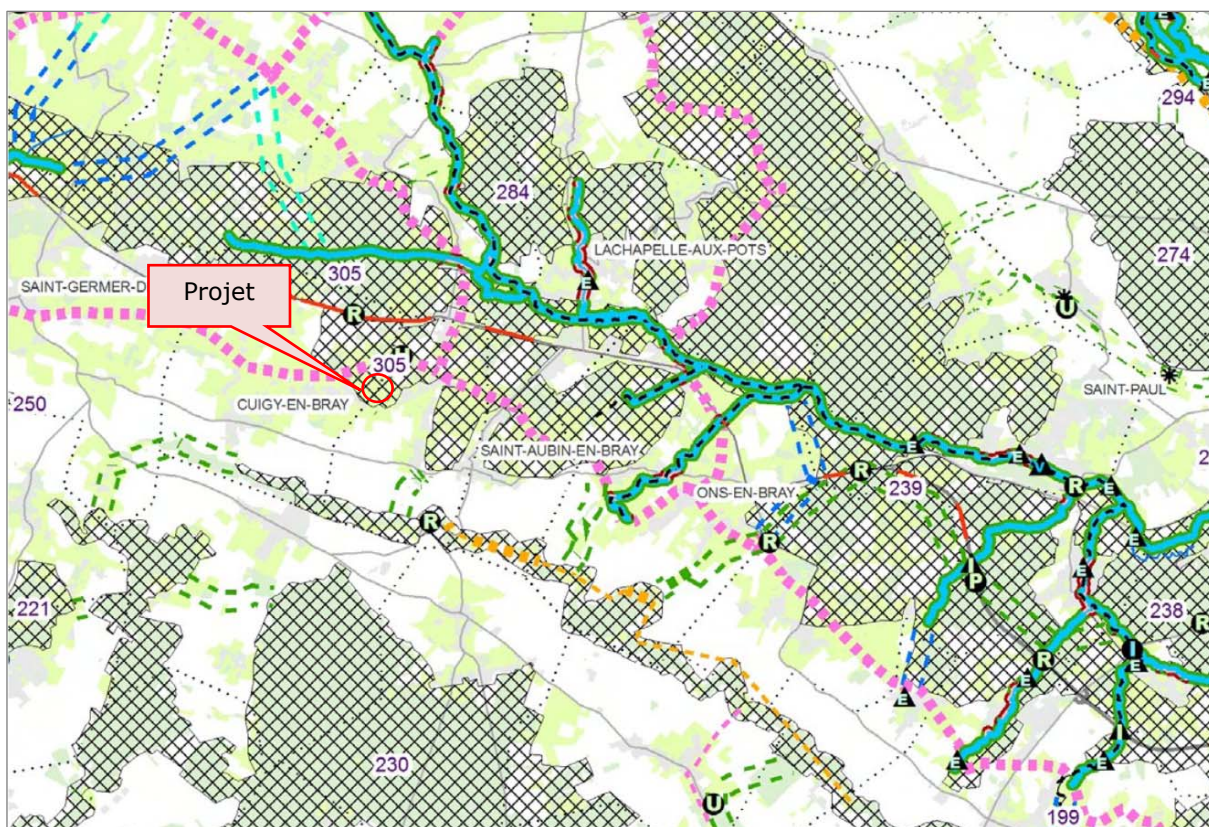 294
284
LACHAPELLE-AUX-POTS
274
E
305
SAINT-GERMER-D
Projet
R
U
305
SAINT-PAUL
250
CUIGY-EN-BRAY
SAINT-AUBIN-EN-BRAY
E
E
V
R
ONS-EN-BRAY
239
R
E
R
R
E
I
P
E
221
238
R
I
R
E
E
E
I
230
E
E
U
199